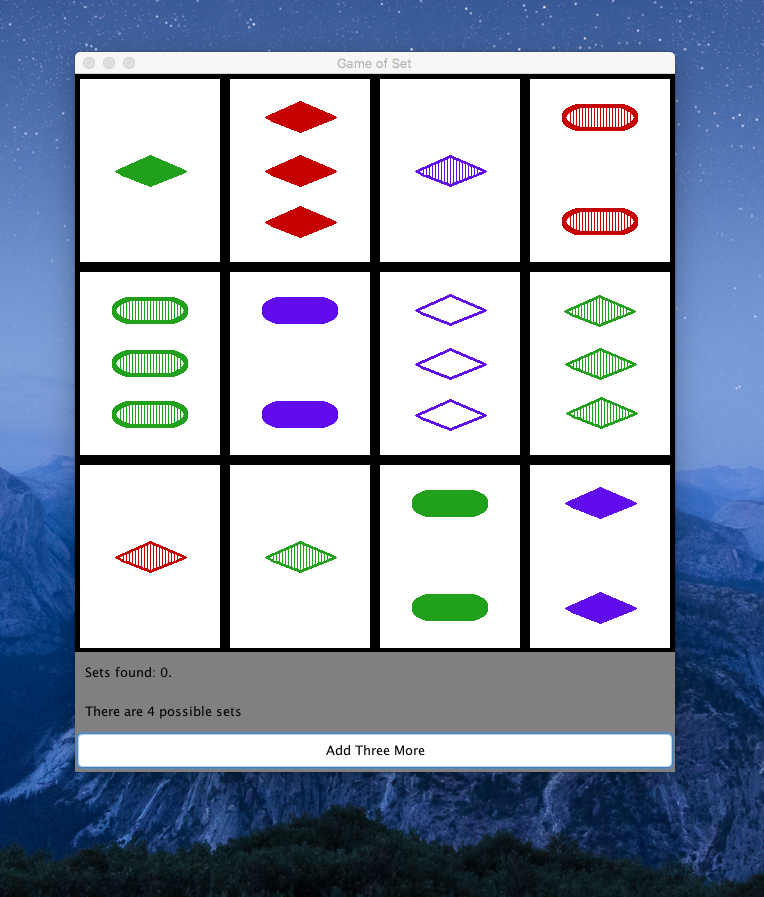 Game of Set
Sets found: 0.
There are 4 possible sets
Add Three More